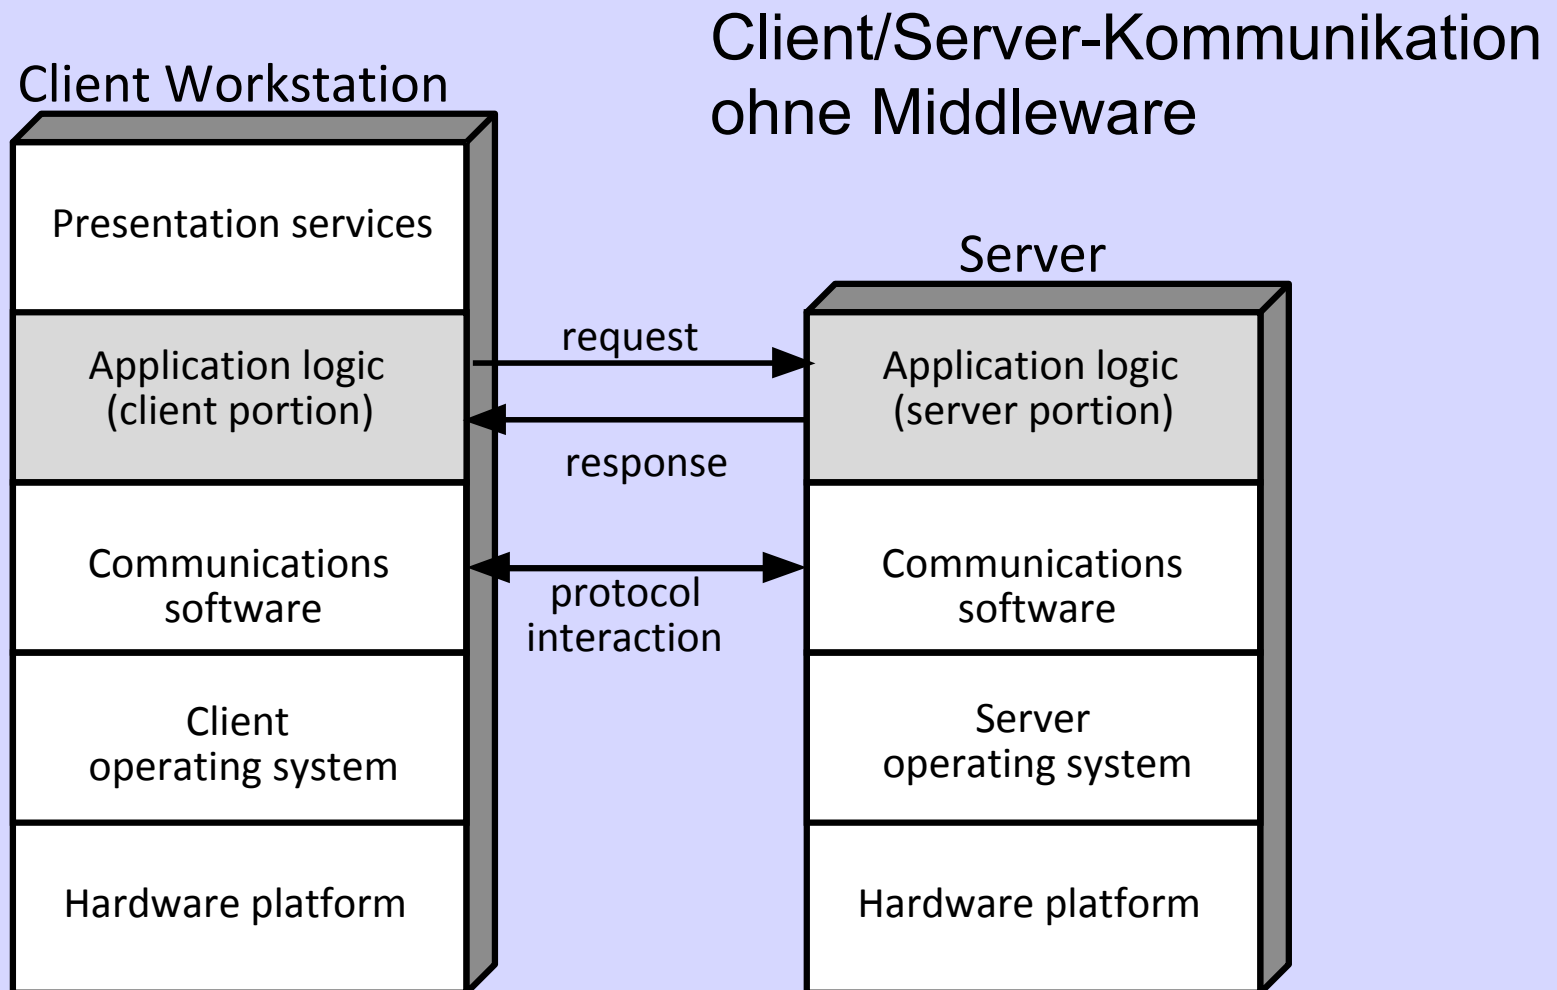 Client/Server-Kommunikation
ohne Middleware
Client Workstation
Presentation services
Application logic
(client portion)
Communications
software
Client
operating system
Hardware platform
request
response
protocol
interaction
Server
Application logic
(server portion)
Communications
software
Server
operating system
Hardware platform